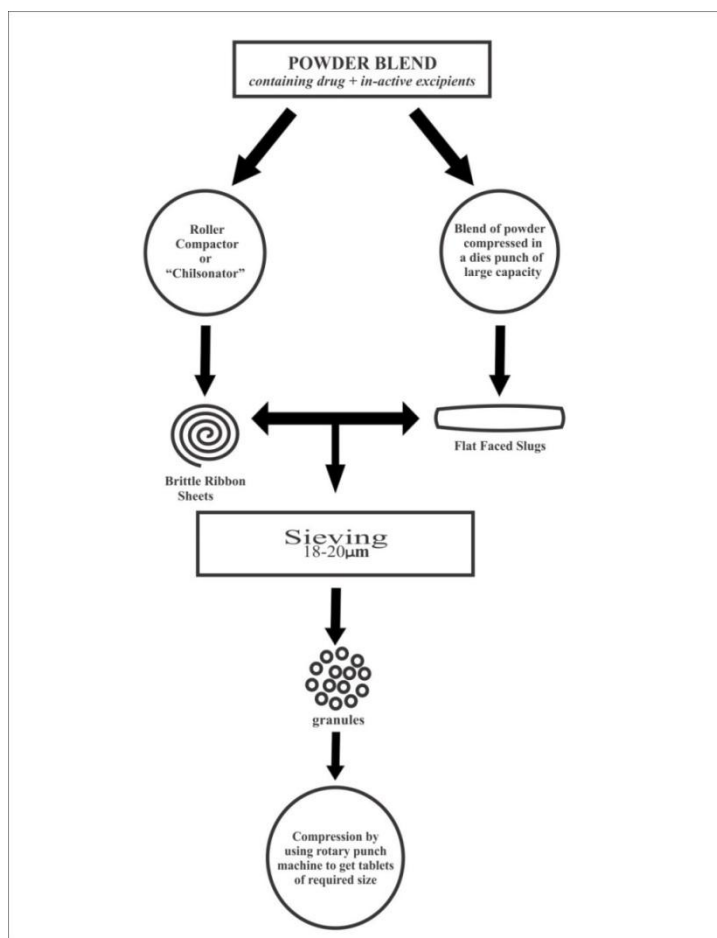 POWDER BLEND
containing drug + in-active excipients
Roller
Compactor
or
“Chilsonator”
Blend of powder
compressed in
a dies punch of
large capacity
Brittle Ribbon
Sheets
Flat Faced Slugs
Sieving
18-20μm
granules
Compression by
using rotary punch
machine to get tablets
of required size